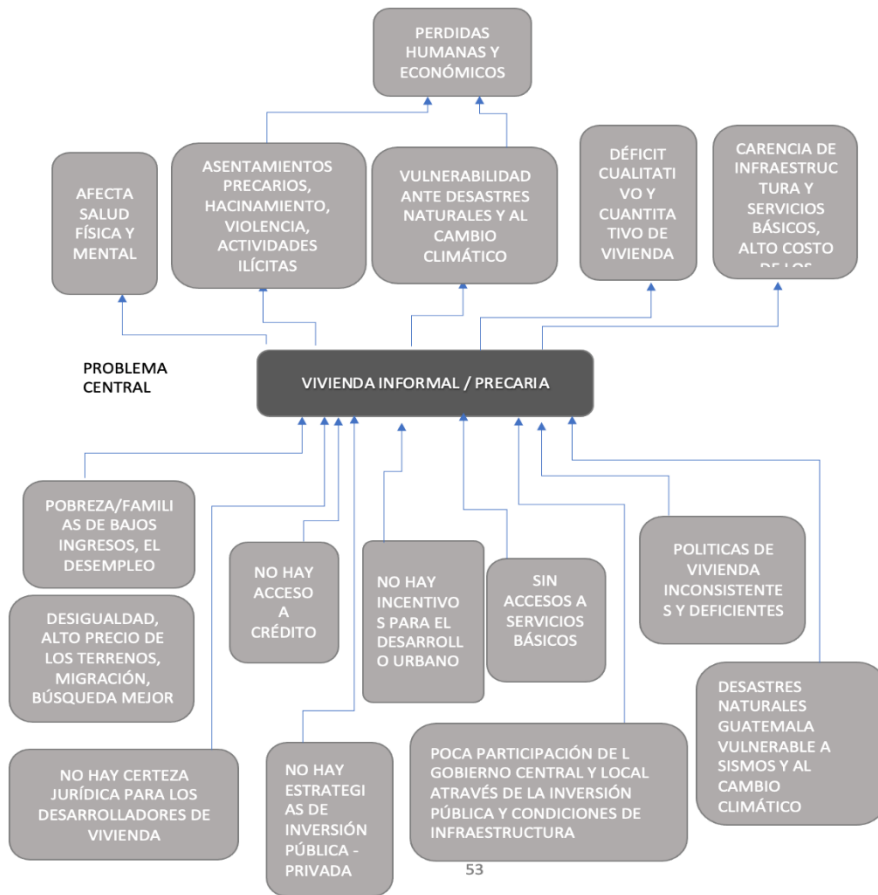 PERDIDAS
HUMANAS Y
ECONÓMICOS
AFECTA
SALUD
FÍSICA Y
MENTAL
ASENTAMIENTOS
PRECARIOS,
HACINAMIENTO,
VIOLENCIA,
ACTIVIDADES
ILÍCITAS
VULNERABILIDAD
ANTE DESASTRES
NATURALES Y AL
CAMBIO
CLIMÁTICO
DÉFICIT
CUALITATI
VO Y
CUANTITA
TIVO DE
VIVIENDA
CARENCIA DE
INFRAESTRUC
TURA Y
SERVICIOS
BÁSICOS,
ALTO COSTO
DE LOS
PROBLEMA
CENTRAL
VIVIENDA INFORMAL / PRECARIA
POBREZA/FAMILI
AS DE BAJOS
INGRESOS, EL
DESEMPLEO
DESIGUALDAD,
ALTO PRECIO DE
LOS TERRENOS,
MIGRACIÓN,
BÚSQUEDA MEJOR
NO HAY
ACCESO
A
CRÉDITO
NO HAY
INCENTIVO
S PARA EL
DESARROLL
O URBANO
SIN
ACCESOS A
SERVICIOS
BÁSICOS
POLITICAS DE
VIVIENDA
INCONSISTENTE
S Y DEFICIENTES
NO HAY CERTEZA
JURÍDICA PARA LOS
DESARROLLADORES DE
VIVIENDA
NO HAY
ESTRATEGI
AS DE
INVERSIÓN
PÚBLICA -
PRIVADA
POCA PARTICIPACIÓN DE L
GOBIERNO CENTRAL Y LOCAL
ATRAVÉS DE LA INVERSIÓN
PÚBLICA Y CONDICIONES DE
INFRAESTRUCTURA
DESASTRES
NATURALES
GUATEMALA
VULNERABLE A
SISMOS Y AL
CAMBIO
CLIMÁTICO
53